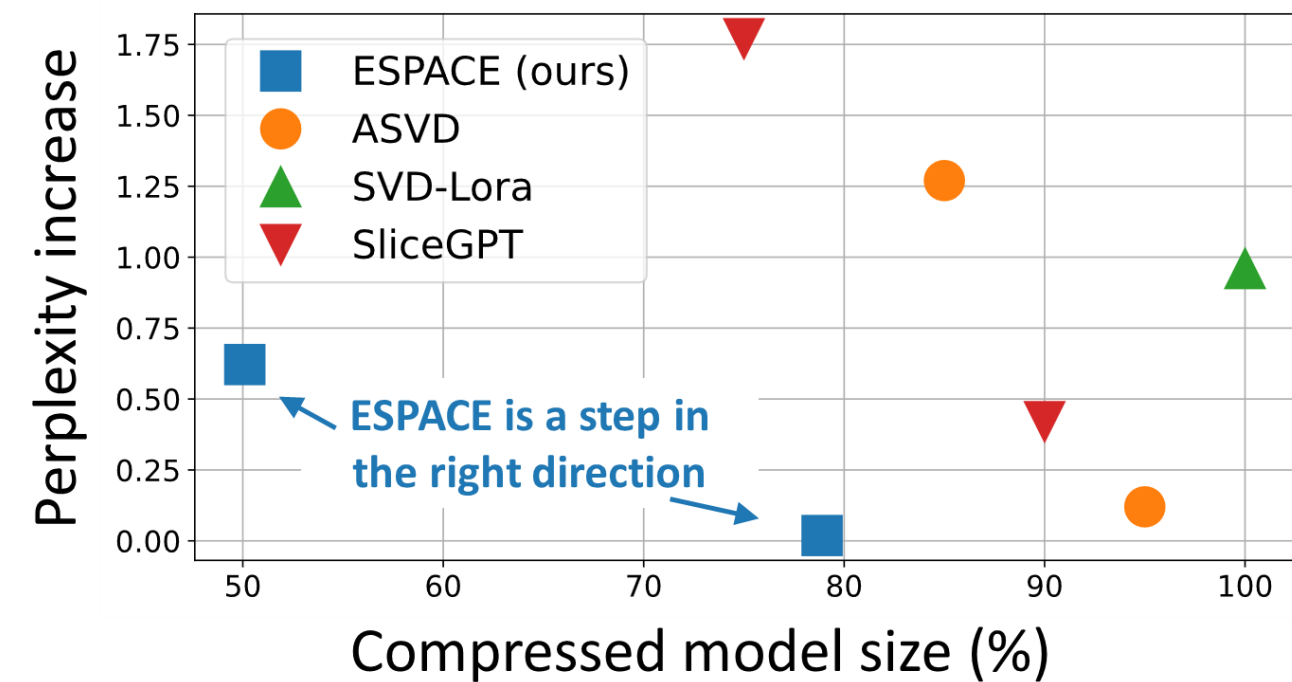 Perplexity increase
1.75
1.50
1.25
1.00
0.75
0.50
0.25
0.00
ESPACE (ours)
ASVD
SVD-Lora
SliceGPT
ESPACE is a step in
the right direction
50 60 70 80 90 100
Compressed model size (%)